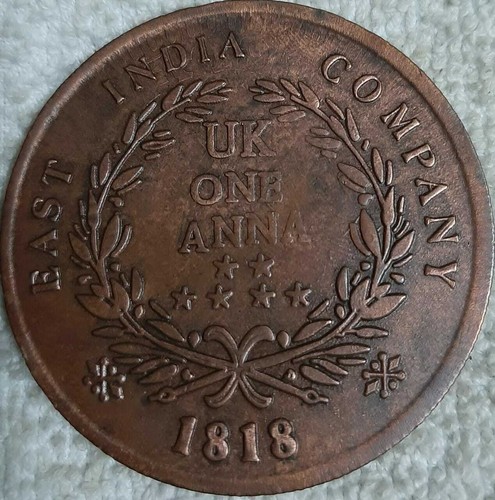 EAST INDIA COMPANY
UK
ONE
ANNA
1818